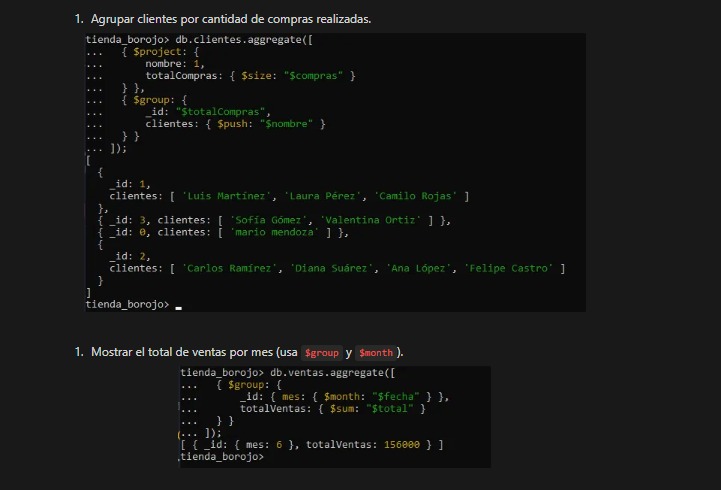 1. Agrupar clientes por cantidad de compras realizadas.
tienda_borojo> db.clientes.aggregate([
... { $project: {
... nombre: 1,
... totalCompras: { $size: "$compras" }
... } },
... { $group: {
... _id: "$totalCompras",
... clientes: { $push: "$nombre" }
... } }
... ]);
[
{
_id: 1,
clientes: [ 'Luis Martínez', 'Laura Pérez', 'Camilo Rojas' ]
},
{ _id: 3, clientes: [ 'Sofía Gómez', 'Valentina Ortiz' ] },
{ _id: 0, clientes: [ 'mario mendoza' ] },
{
_id: 2,
clientes: [ 'Carlos Ramírez', 'Diana Suárez', 'Ana López', 'Felipe Castro' ]
}
]
tienda_borojo>
1. Mostrar el total de ventas por mes (usa $group y $month).
tienda_borojo> db.ventas.aggregate([
... { $group: {
... _id: { mes: { $month: "$fecha" } },
... totalVentas: { $sum: "$total" }
... } }
... ]);
[ { _id: { mes: 6 }, totalVentas: 156000 } ]
tienda_borojo>